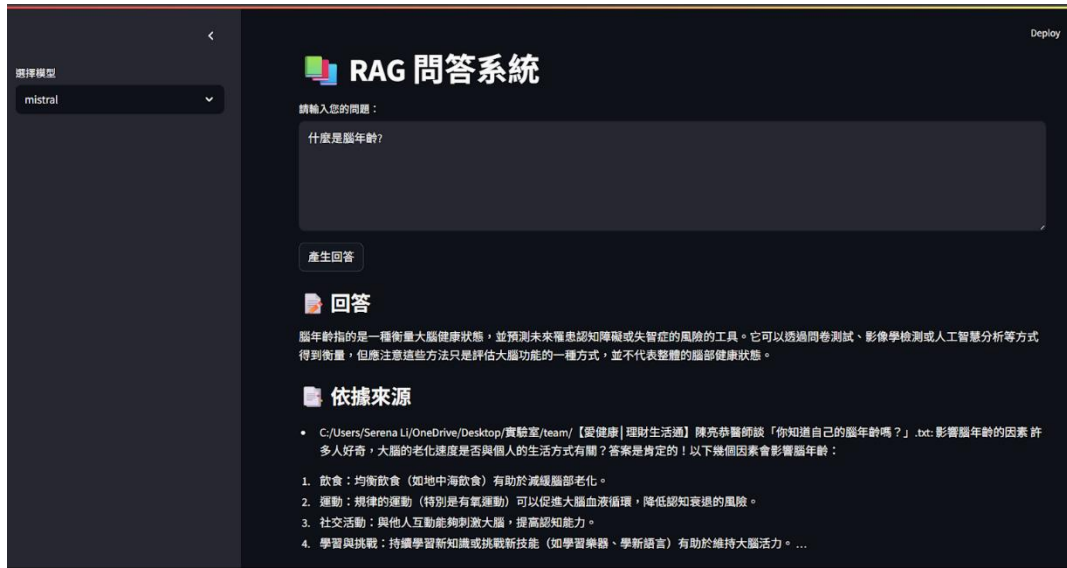 Deploy
選擇模型
mistral
RAG 問答系統
請輸入您的問題：
什麼是腦年齡?
產生回答
回答
腦年齡指的是一種衡量大腦健康狀態，並預測未來罹患認知障礙或失智症的風險的工具。它可以透過問卷測試、影像學檢測或人工智慧分析等方式
得到衡量，但應注意這些方法只是評估大腦功能的一種方式，並不代表整體的腦部健康狀態。
依據來源
• C:/Users/Serena Li/OneDrive/Desktop/實驗室/team/【愛健康│理財生活通】陳亮恭醫師談「你知道自己的腦年齡嗎？」.txt: 影響腦年齡的因素 許
多人好奇，大腦的老化速度是否與個人的生活方式有關？答案是肯定的！以下幾個因素會影響腦年齡：
1. 飲食：均衡飲食（如地中海飲食）有助於減緩腦部老化。
2. 運動：規律的運動（特別是有氧運動）可以促進大腦血液循環，降低認知衰退的風險。
3. 社交活動：與他人互動能夠刺激大腦，提高認知能力。
4. 學習與挑戰：持續學習新知識或挑戰新技能（如學習樂器、學新語言）有助於維持大腦活力。 ...